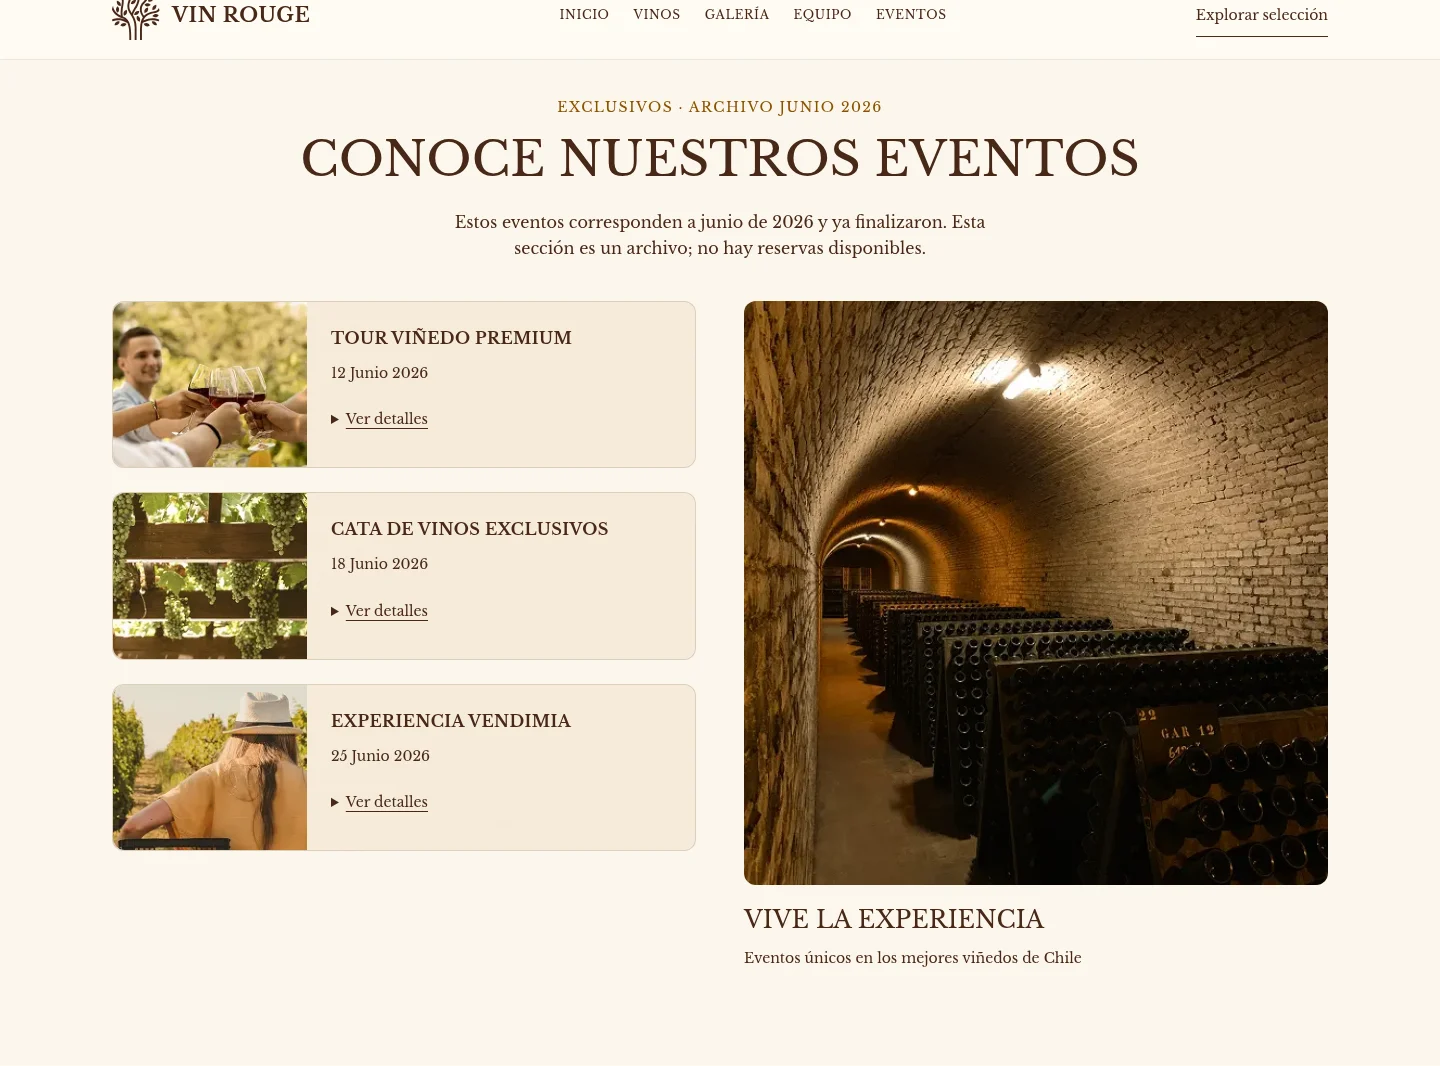 VIN ROUGE
INICIO VINOS GALERÍA EQUIPO EVENTOS
Explorar selección
EXCLUSIVOS · ARCHIVO JUNIO 2026
CONOCE NUESTROS EVENTOS
Estos eventos corresponden a junio de 2026 y ya finalizaron. Esta
sección es un archivo; no hay reservas disponibles.
TOUR VIÑEDO PREMIUM
12 Junio 2026
Ver detalles
CATA DE VINOS EXCLUSIVOS
18 Junio 2026
Ver detalles
EXPERIENCIA VENDIMIA
25 Junio 2026
Ver detalles
22
GAR 12
VIVE LA EXPERIENCIA
Eventos únicos en los mejores viñedos de Chile